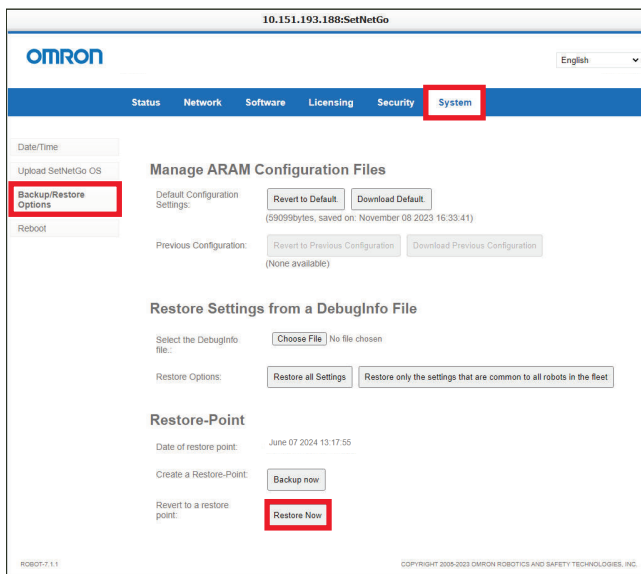 10.151.193.188:SetNetGo
OMRON
English
Status Network Software Licensing Security System
Date/Time
Upload SetNetGo OS
Backup/Restore
Options
Reboot
Manage ARAM Configuration Files
Default Configuration
Settings:
Revert to Default. Download Default.
(59099bytes, saved on: November 08 2023 16:33:41)
Previous Configuration:
Revert to Previous Configuration Download Previous Configuration
(None available)
Restore Settings from a DebugInfo File
Select the DebugInfo
file.:
Choose File No file chosen
Restore Options:
Restore all Settings Restore only the settings that are common to all robots in the fleet
Restore-Point
Date of restore point:
June 07 2024 13:17:55
Create a Restore-Point:
Backup now
Revert to a restore
point:
Restore Now
ROBOT-7.1.1
COPYRIGHT 2008-2023 OMRON ROBOTICS AND SAFETY TECHNOLOGIES, INC.